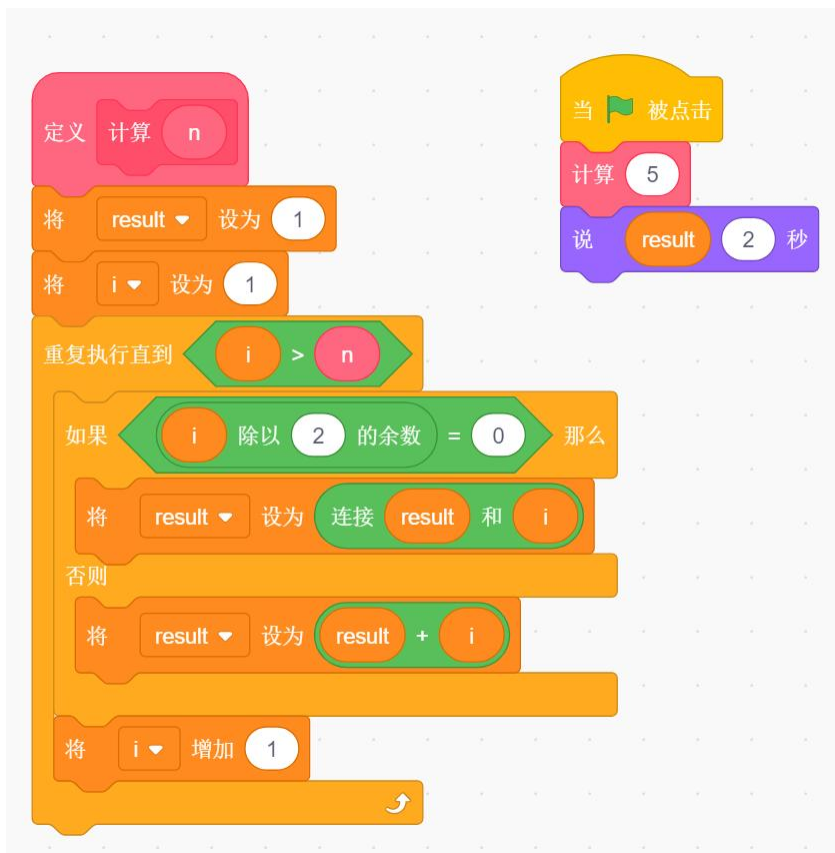 定义 计算 n
将 result 设为 1
将 i 设为 1
重复执行直到 i > n
如果 i 除以 2 的余数 = 0 那么
将 result 设为 连接 result 和 i
否则
将 result 设为 result + i
将 i 增加 1
当 被点击
计算 5
说 result 2 秒